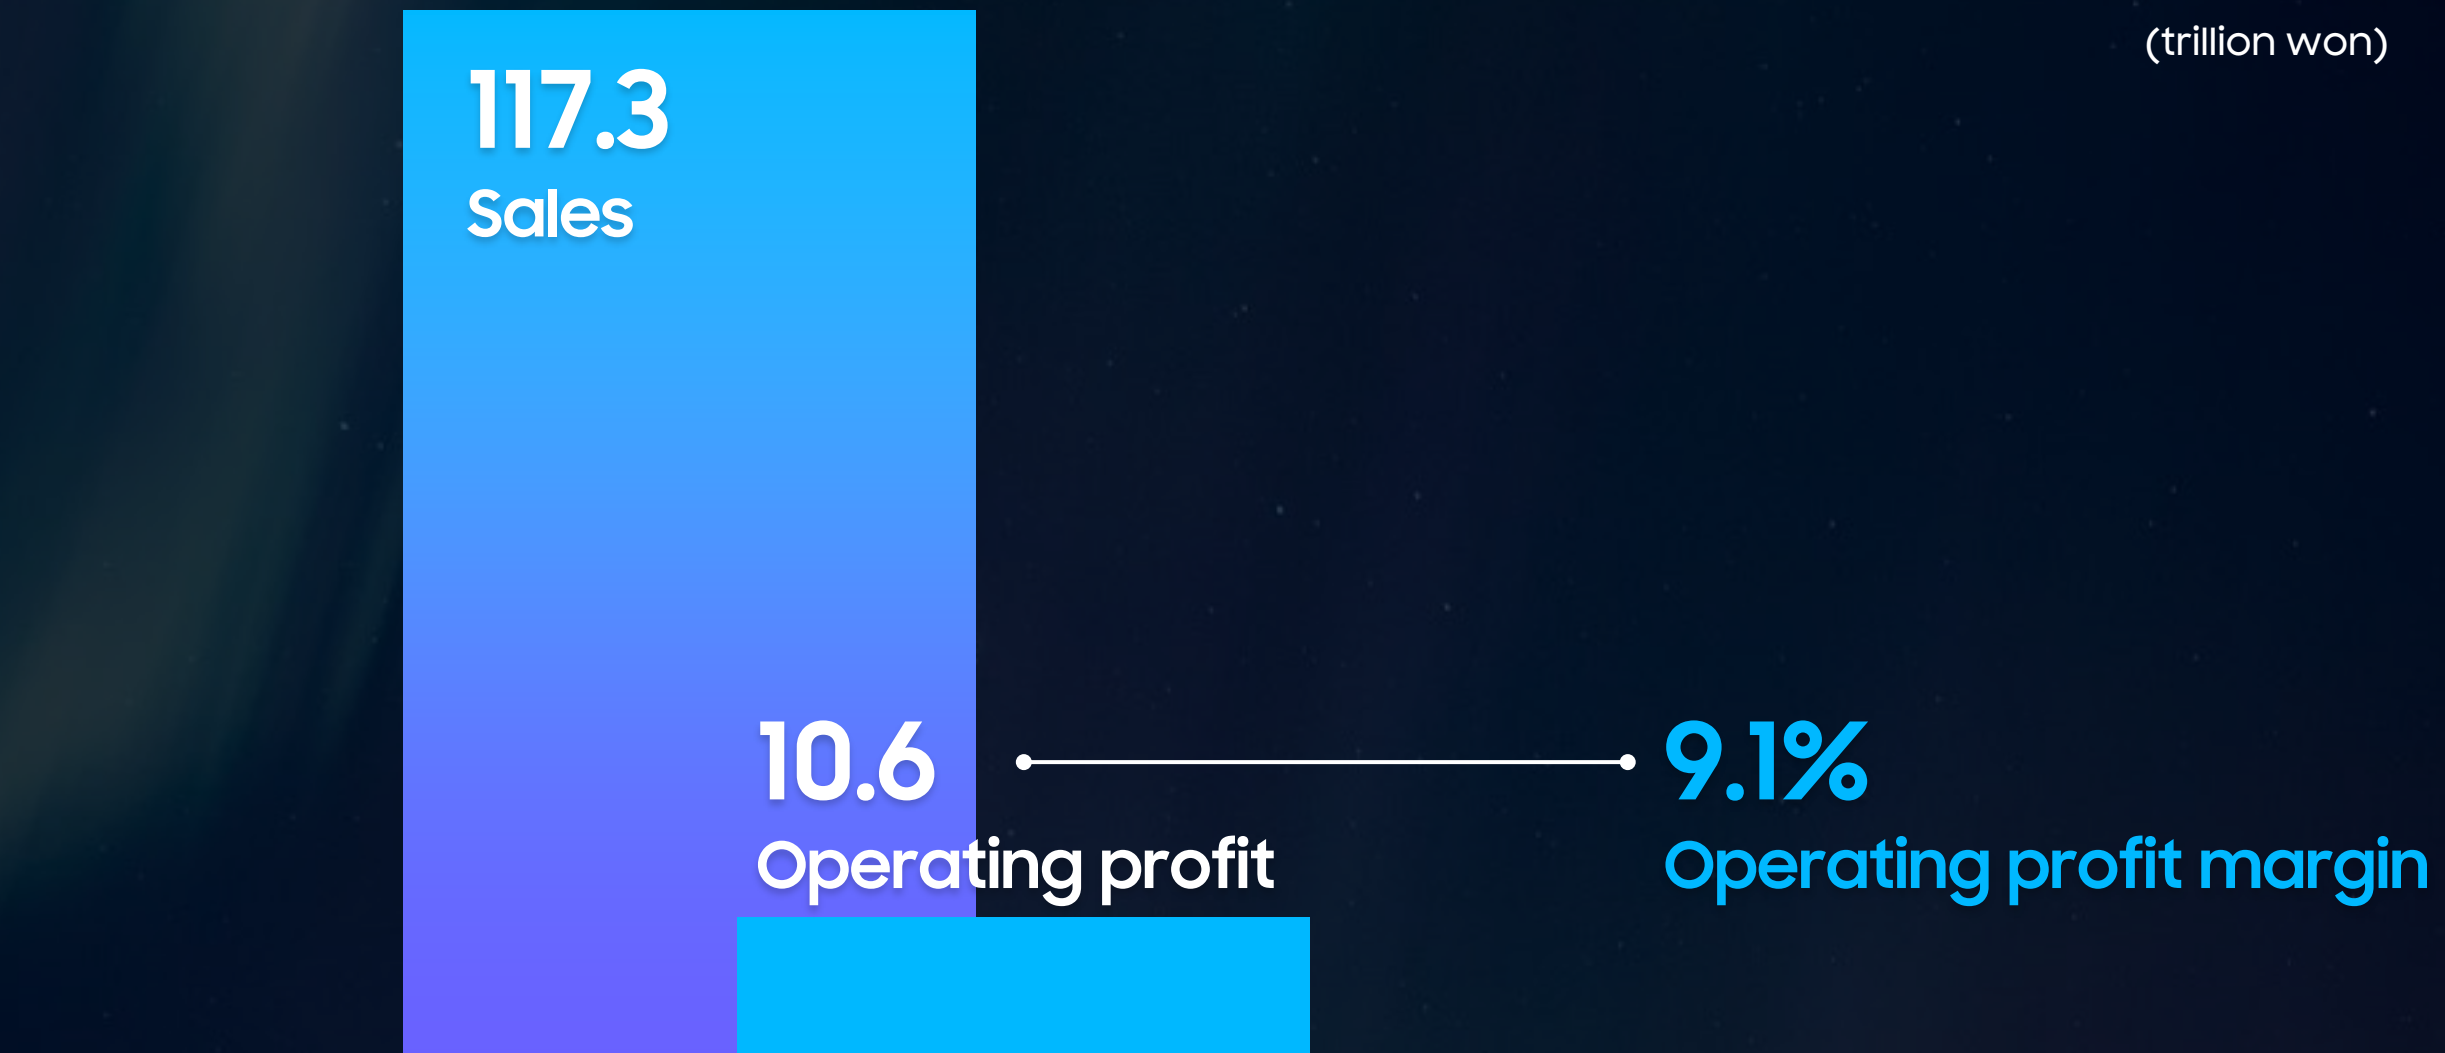 (trillion won)
117.3
Sales
10.6
Operating profit
9.1%
Operating profit margin